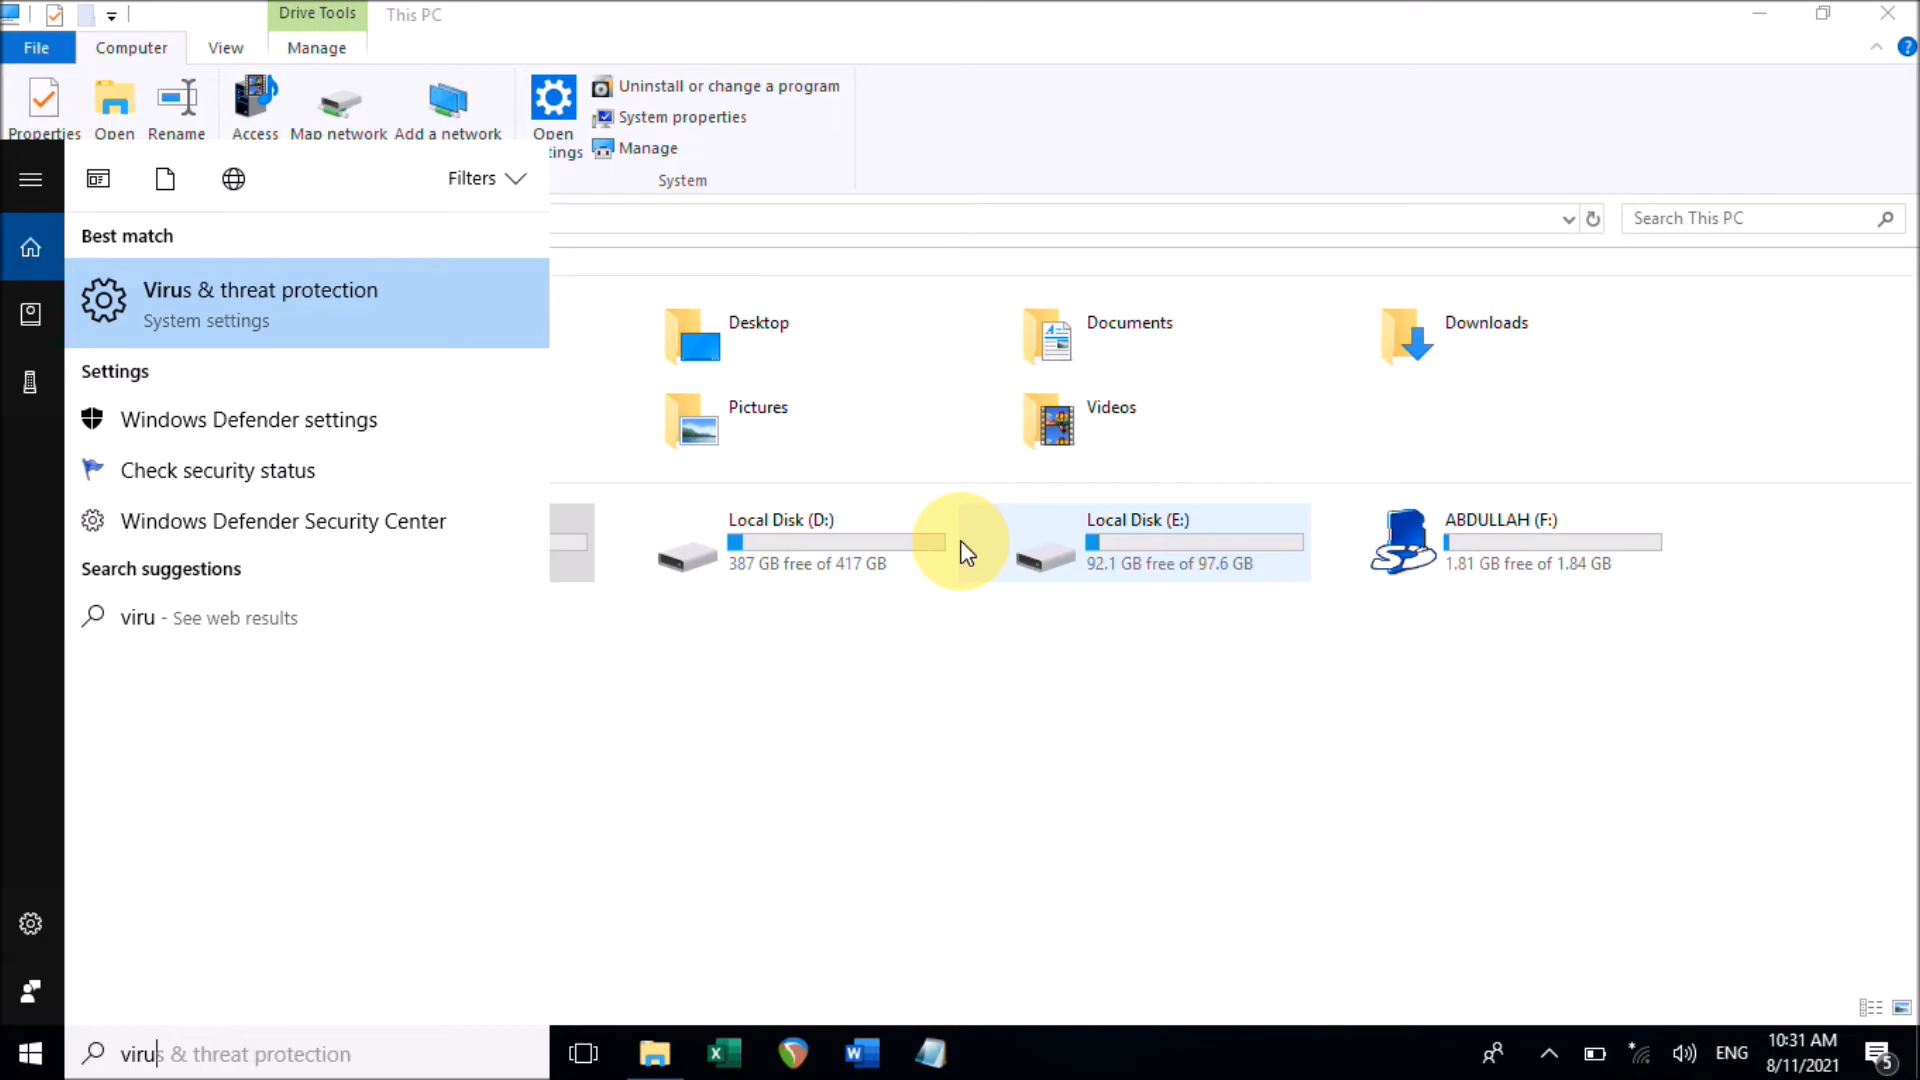 Drive Tools
This PC
File
Computer
View
Manage
Properties
Open
Rename
Access
Map network
Add a network
Open
tings
Uninstall or change a program
System properties
Manage
System
Filters
Search This PC
Best match
Virus & threat protection
System settings
Settings
Windows Defender settings
Check security status
Windows Defender Security Center
Search suggestions
viru - See web results
Desktop
Documents
Downloads
Pictures
Videos
Local Disk (D:)
387 GB free of 417 GB
Local Disk (E:)
92.1 GB free of 97.6 GB
ABDULLAH (F:)
1.81 GB free of 1.84 GB
virus & threat protection
ENG
10:31 AM
8/11/2021
5